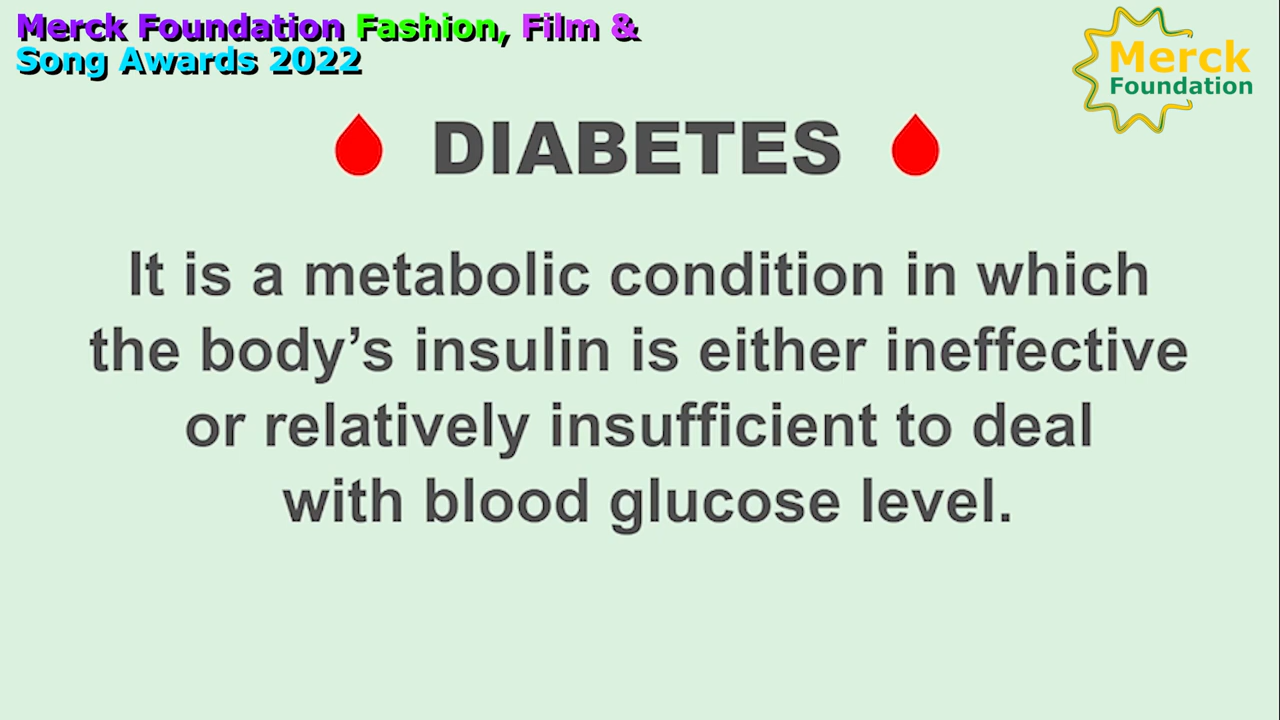 Merck Foundation Fashion, Film &
Song Awards 2022
Merck
Foundation
DIABETES
It is a metabolic condition in which
the body’s insulin is either ineffective
or relatively insufficient to deal
with blood glucose level.